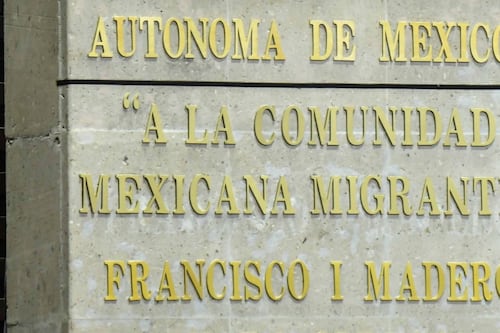 AUTONOMA DE MEXICO
“A LA COMUNIDAD
MEXICANA MIGRANT
FRANCISCO I MADERO